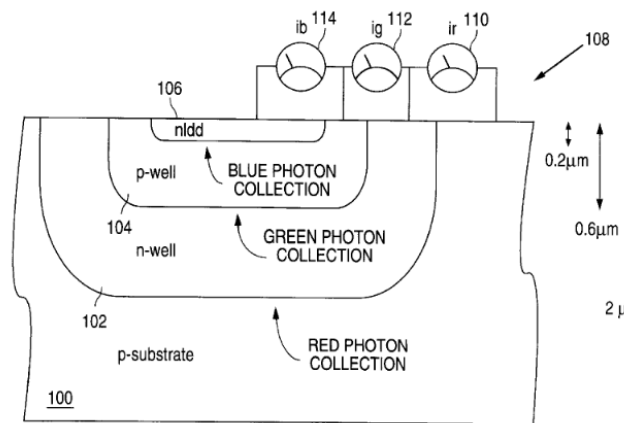 ib 114 ig 112 ir 110
108
106
nldd
0.2μm
p-well
BLUE PHOTON
COLLECTION
104
0.6μm
GREEN PHOTON
COLLECTION
n-well
102
2 μ
RED PHOTON
COLLECTION
p-substrate
100